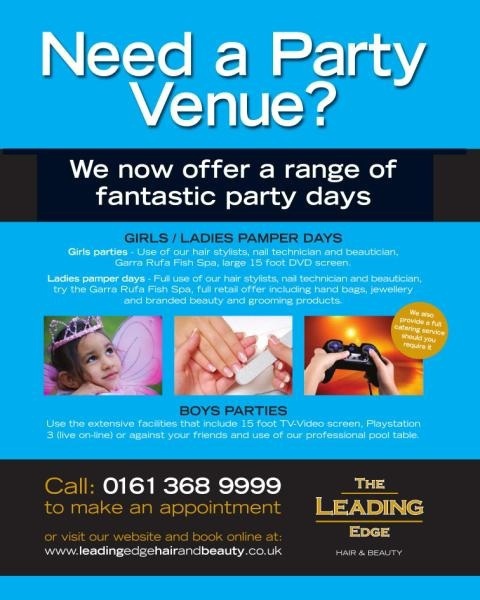 Need a Party
Venue?
We now offer a range of
fantastic party days
GIRLS / LADIES PAMPER DAYS
Girls parties - Use of our hair stylists, nail technician and beautician,
Garra Rufa Fish Spa, large 15 foot DVD screen.
Ladies pamper days - Full use of our hair stylists, nail technician and beautician,
try the Garra Rufa Fish Spa, full retail offer including hand bags, jewellery
and branded beauty and grooming products.
We also
provide a full
catering service
should you
require it
BOYS PARTIES
Use the extensive facilities that include 15 foot TV-Video screen, Playstation
3 (live on-line) or against your friends and use of our professional pool table.
Call: 0161 368 9999
to make an appointment
or visit our website and book online at:
www.leadingedgehairandbeauty.co.uk
THE
LEADING
EDGE
HAIR & BEAUTY